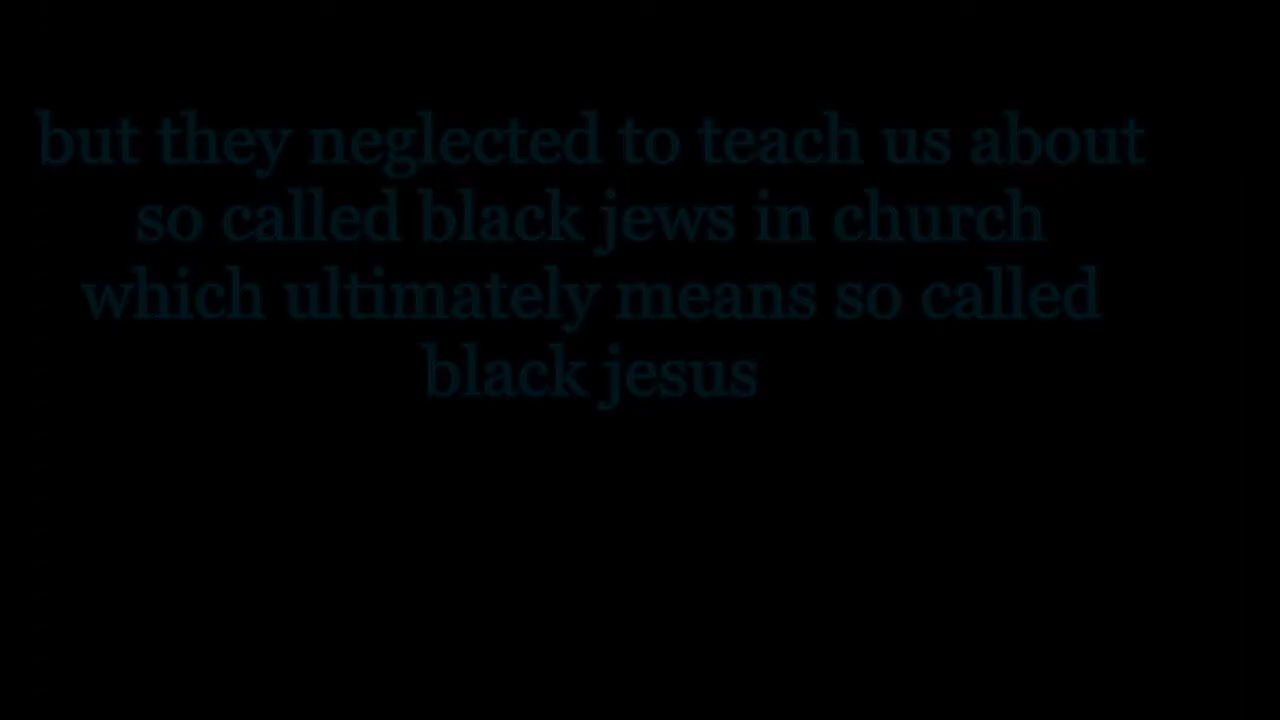 but they neglected to teach us about
so called black jews in church
which ultimately means so called
black jesus